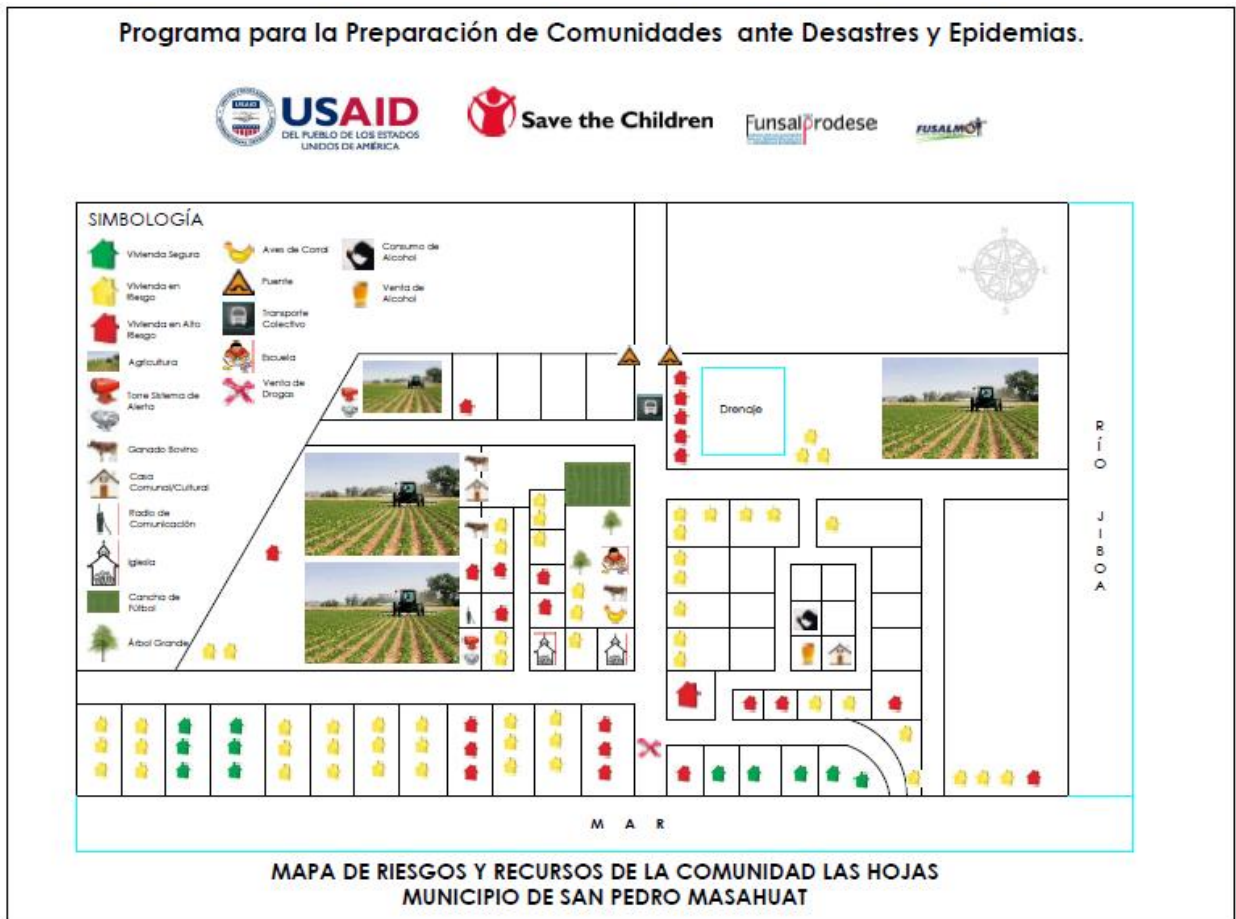 Programa para la Preparación de Comunidades ante Desastres y Epidemias.
USAID
USAID
DEL PUEBLO DE LOS ESTADOS
UNIDOS DE AMÉRICA
Save the Children
Funsalprodese
FUSALMO
SIMBOLOGÍA
Vivienda Segura
Vivienda en
Riesgo
Vivienda en Alto
Riesgo
Agricultura
Torre Sistema de
Alerta
Ganado Bovino
Casa
Comunal/Cultural
Radio de
Comunicación
Iglesia
Cancha de
Fútbol
Árbol Grande
Aves de Corral
Puente
Transporte
Colectivo
Escuela
Venta de
Drogas
Consumo de
Alcohol
Venta de
Alcohol
N
W
E
S
Drenaje
RÍO JIBOA
MAR
MAPA DE RIESGOS Y RECURSOS DE LA COMUNIDAD LAS HOJAS
MUNICIPIO DE SAN PEDRO MASAHUAT